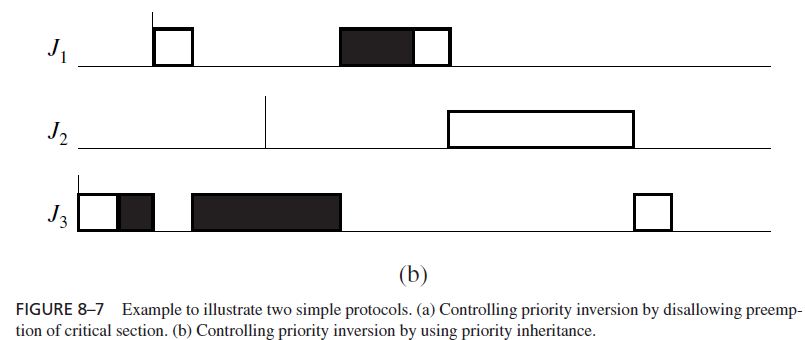 J1
J2
J3
(b)
FIGURE 8–7 Example to illustrate two simple protocols. (a) Controlling priority inversion by disallowing preemp-
tion of critical section. (b) Controlling priority inversion by using priority inheritance.